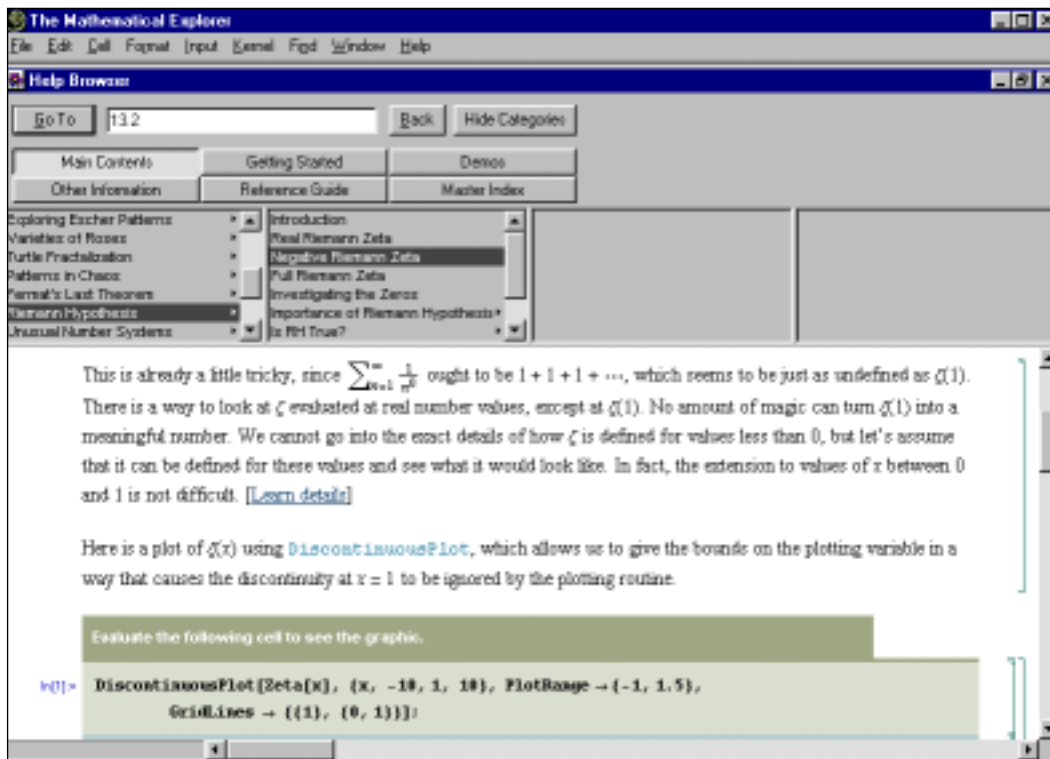 The Mathematical Explorer
File Edit Cell Format Input Kernel Find Window Help
Help Browser
Go To 13.2 Back Hide Categories
Main Contents Getting Started Demos
Other Information Reference Guide Master Index
Exploring Escher Patterns
Varieties of Roses
Turtle Fractalization
Patterns in Chaos
Fermat's Last Theorem
Riemann Hypothesis
Unusual Number Systems
Introduction
Real Riemann Zeta
Negative Riemann Zeta
Full Riemann Zeta
Investigating the Zeros
Importance of Riemann Hypothesis
Is RH True?
This is already a little tricky, since ∑_{n=1}^{∞} 1/n^0 ought to be 1 + 1 + 1 + ···, which seems to be just as undefined as ζ(1).
There is a way to look at ζ evaluated at real number values, except at ζ(1). No amount of magic can turn ζ(1) into a
meaningful number. We cannot go into the exact details of how ζ is defined for values less than 0, but let's assume
that it can be defined for these values and see what it would look like. In fact, the extension to values of x between 0
and 1 is not difficult. [Learn details]
Here is a plot of ζ(x) using DiscontinuousPlot, which allows us to give the bounds on the plotting variable in a
way that causes the discontinuity at x = 1 to be ignored by the plotting routine.
Evaluate the following cell to see the graphic.
In[1]:= DiscontinuousPlot[Zeta[x], {x, -10, 1, 10}, PlotRange → {-1, 1.5},
GridLines → {{1}, {0, 1}}];